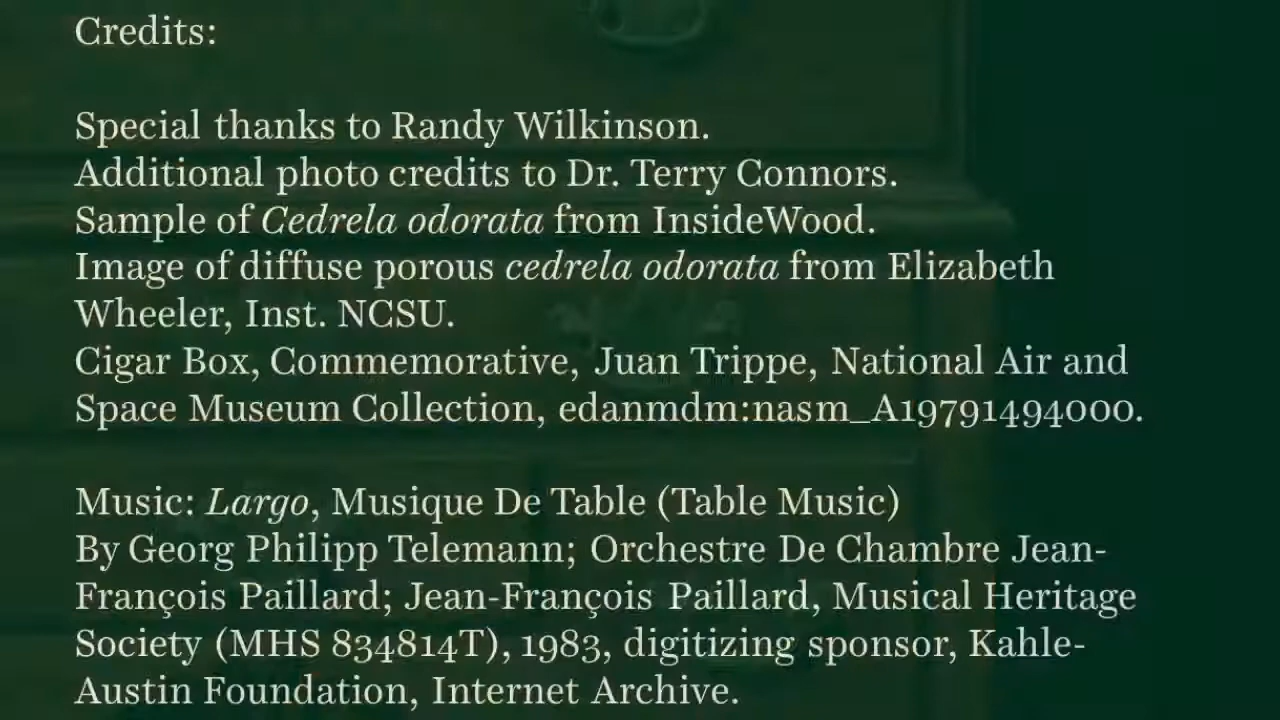 Credits:
Special thanks to Randy Wilkinson.
Additional photo credits to Dr. Terry Connors.
Sample of Cedrela odorata from InsideWood.
Image of diffuse porous cedrela odorata from Elizabeth
Wheeler, Inst. NCSU.
Cigar Box, Commemorative, Juan Trippe, National Air and
Space Museum Collection, edanmdm:nasm_A19791494000.
Music: Largo, Musique De Table (Table Music)
By Georg Philipp Telemann; Orchestre De Chambre Jean-
François Paillard; Jean-François Paillard, Musical Heritage
Society (MHS 834814T), 1983, digitizing sponsor, Kahle-
Austin Foundation, Internet Archive.